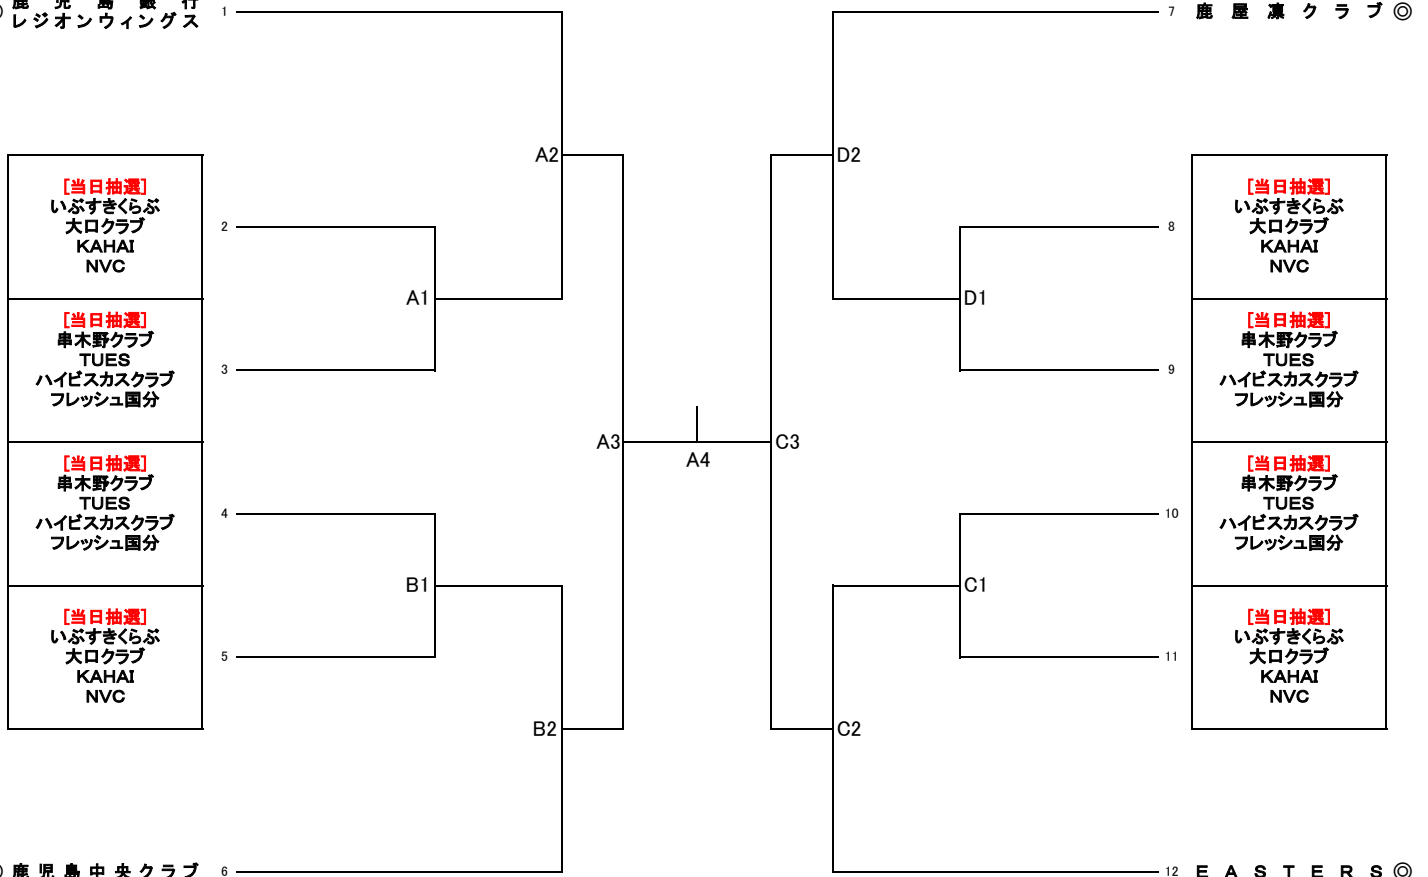 鹿児島銀行
レジオンウィングス
1
[当日抽選]
いぶすきくらぶ
大口クラブ
KAHAI
NVC
2
[当日抽選]
串木野クラブ
TUES
ハイビスカスクラブ
フレッシュ国分
3
[当日抽選]
串木野クラブ
TUES
ハイビスカスクラブ
フレッシュ国分
4
[当日抽選]
いぶすきくらぶ
大口クラブ
KAHAI
NVC
5
◎鹿児島中央クラブ 6
A2
A1
A3
B1
B2
A4
D2
D1
C3
C1
C2
7 鹿屋凛クラブ◎
8
[当日抽選]
いぶすきくらぶ
大口クラブ
KAHAI
NVC
9
[当日抽選]
串木野クラブ
TUES
ハイビスカスクラブ
フレッシュ国分
10
[当日抽選]
串木野クラブ
TUES
ハイビスカスクラブ
フレッシュ国分
11
[当日抽選]
いぶすきくらぶ
大口クラブ
KAHAI
NVC
12 EASTERS◎